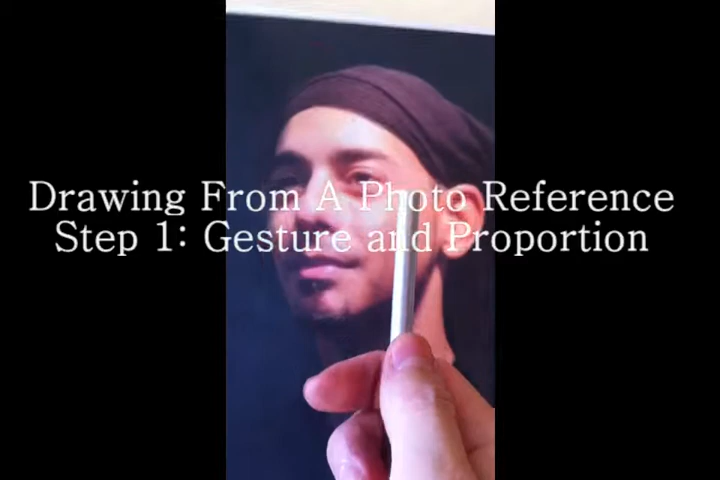 Drawing From A Photo Reference
Step 1: Gesture and Proportion